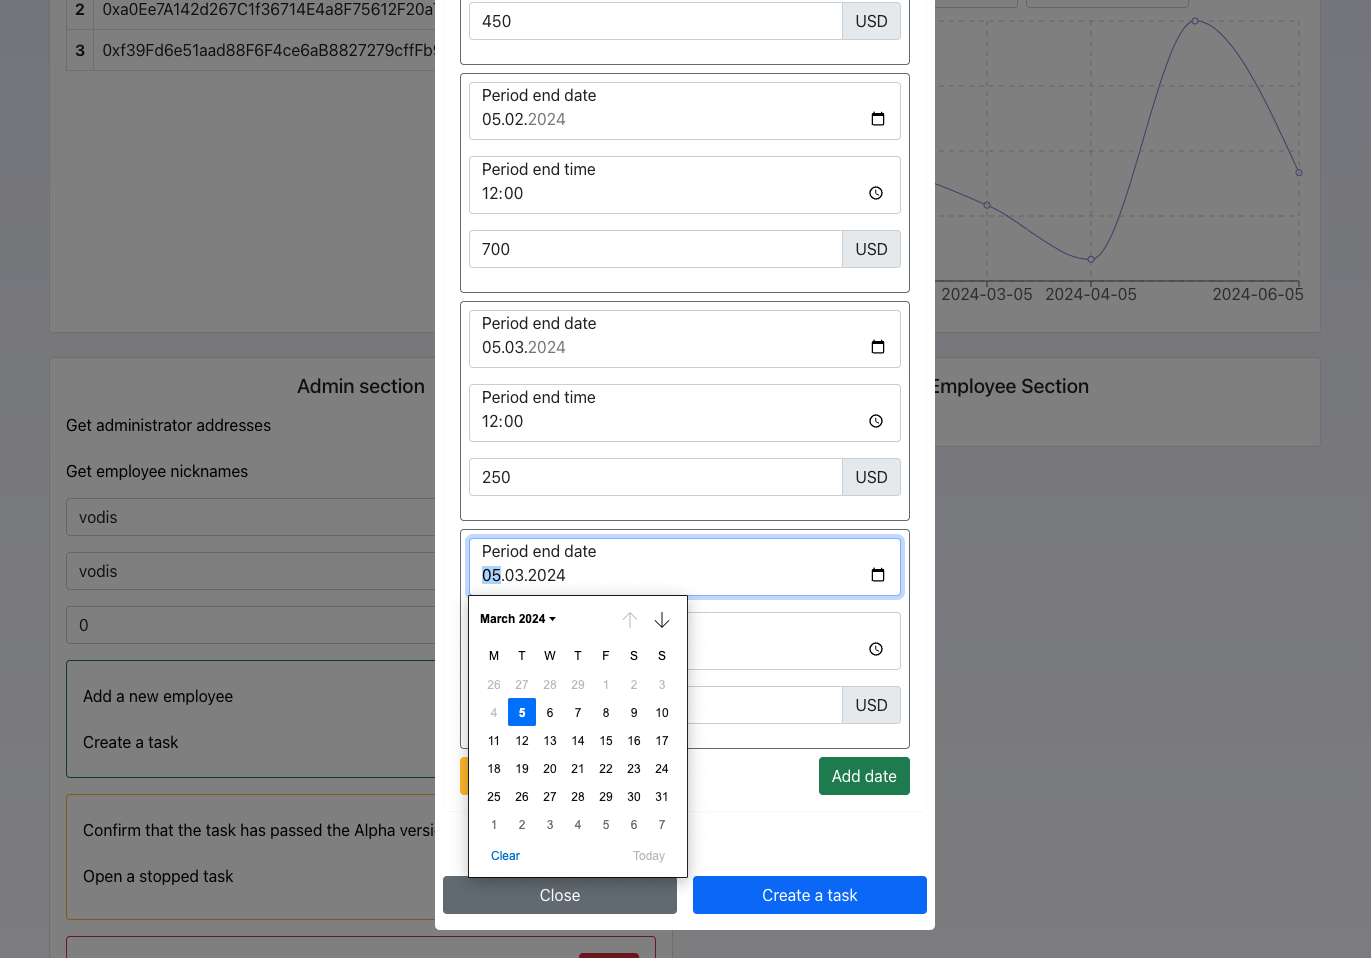 2 0xa0Ee7A142d267C1f36714E4a8F75612F20a
3 0xf39Fd6e51aad88F6F4ce6aB8827279cffFb
450 USD
Period end date
05.02.2024
Period end time
12:00
700 USD
2024-03-05 2024-04-05 2024-06-05
Period end date
05.03.2024
Period end time
12:00
250 USD
Admin section
Get administrator addresses
Get employee nicknames
vodis
vodis
0
Add a new employee
Create a task
Confirm that the task has passed the Alpha versi
Open a stopped task
Employee Section
Period end date
05.03.2024
March 2024
M T W T F S S
26 27 28 29 1 2 3
4 5 6 7 8 9 10
11 12 13 14 15 16 17
18 19 20 21 22 23 24
25 26 27 28 29 30 31
1 2 3 4 5 6 7
Clear Today
USD
Add date
Close Create a task